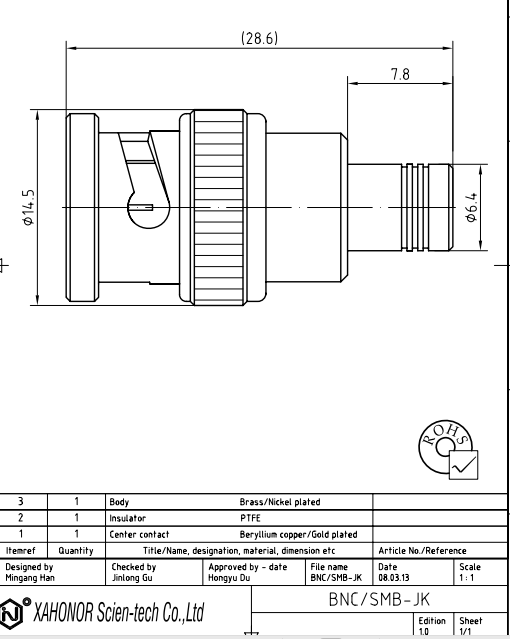 (28.6)
7.8
ϕ14.5
ϕ6.4
ROHS
3 1 Body Brass/Nickel plated
2 1 Insulator PTFE
1 1 Center contact Beryllium copper/Gold plated
Itemref Quantity Title/Name, designation, material, dimension etc Article No./Reference
Designed by Checked by Approved by - date File name Date Scale
Mingang Han Jinlong Gu Hongyu Du BNC/SMB-JK 08.03.13 1:1
XAHONOR Scien-tech Co.,Ltd
BNC/SMB-JK
Edition Sheet
1.0 1/1